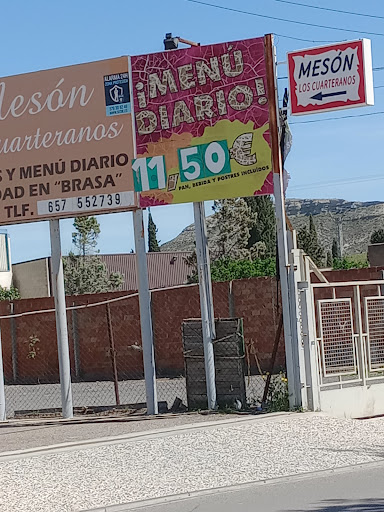 Mesón
Cuarteranos
S Y MENÚ DIARIO
DAD EN "BRASA"
TLF. 657 552739
¡MENÚ
DIARIO!
11,50€
PAN, BEBIDA Y POSTRES INCLUÍDOS
MESÓN
LOS CUARTERANOS